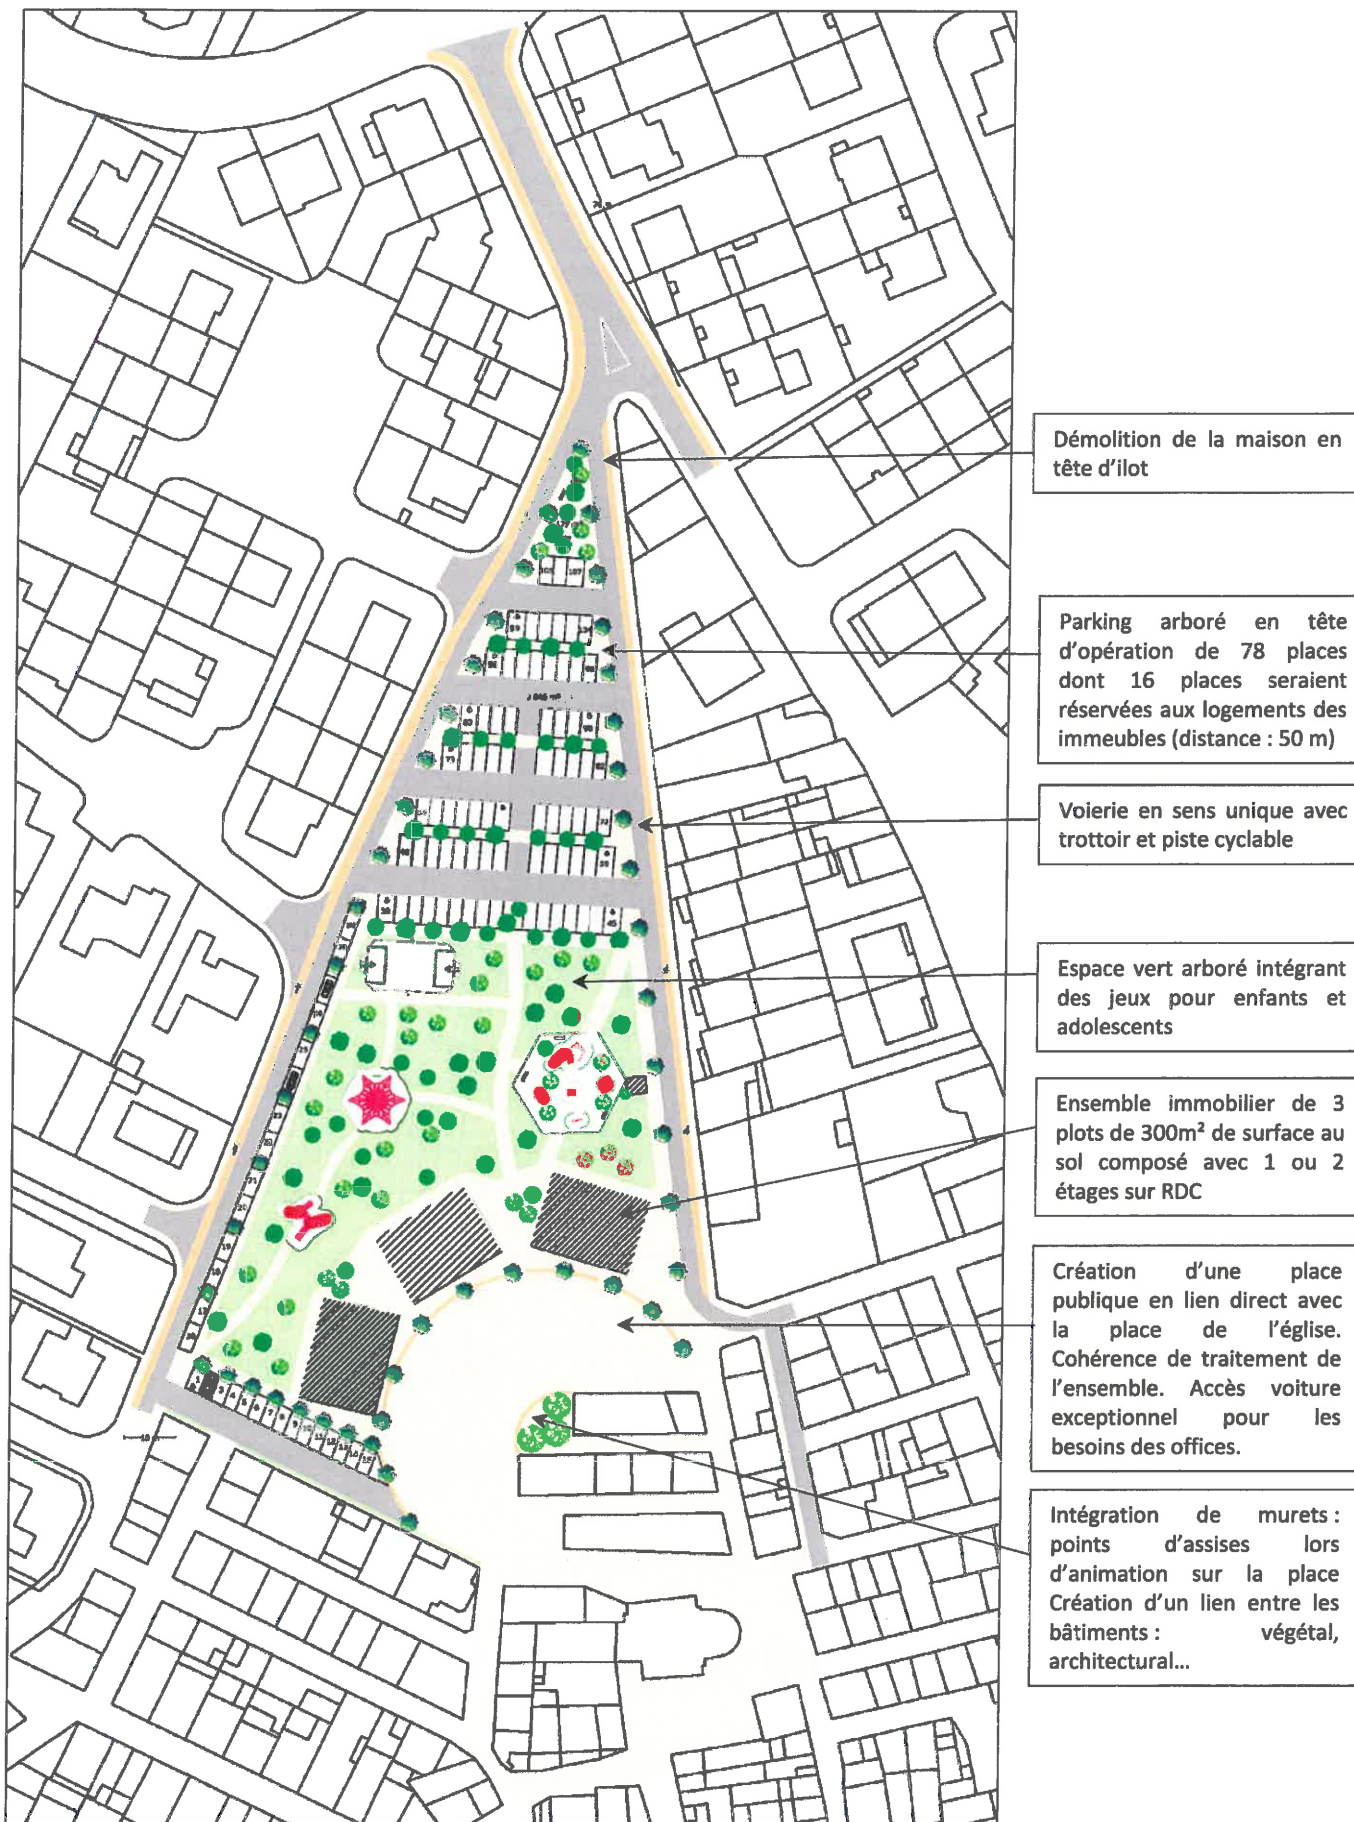 Démolition de la maison en
tête d'ilot
Parking arboré en tête
d'opération de 78 places
dont 16 places seraient
réservées aux logements des
immeubles (distance : 50 m)
Voierie en sens unique avec
trottoir et piste cyclable
Espace vert arboré intégrant
des jeux pour enfants et
adolescents
Ensemble immobilier de 3
plots de 300m² de surface au
sol composé avec 1 ou 2
étages sur RDC
Création d'une place
publique en lien direct avec
la place de l'église.
Cohérence de traitement de
l'ensemble. Accès voiture
exceptionnel pour les
besoins des offices.
Intégration de murets :
points d'assises lors
d'animation sur la place
Création d'un lien entre les
bâtiments : végétal,
architectural...